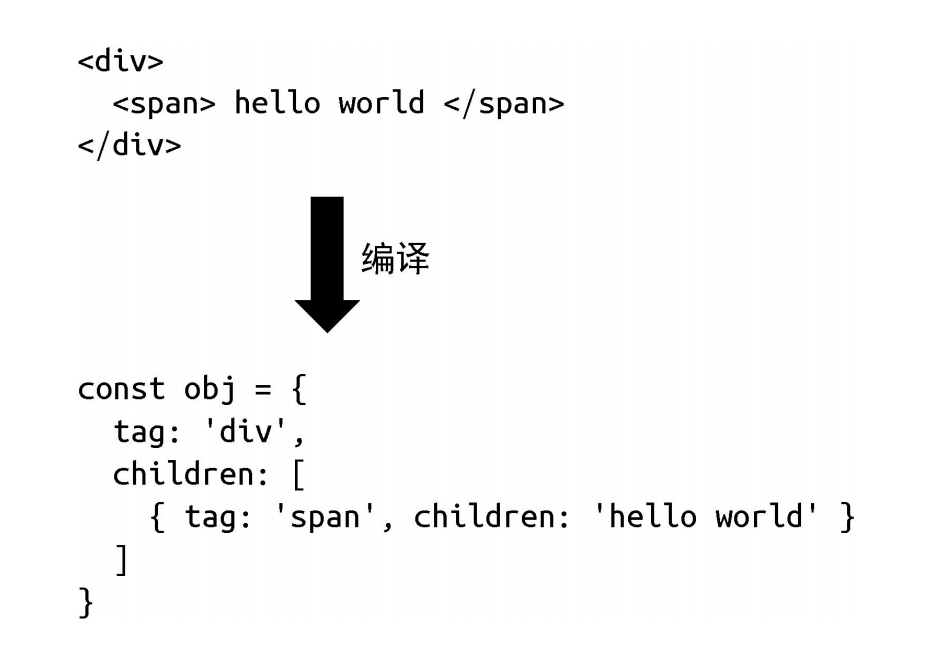 <div>
  <span> hello world </span>
</div>
编译
const obj = {
  tag: 'div',
  children: [
    { tag: 'span', children: 'hello world' }
  ]
}